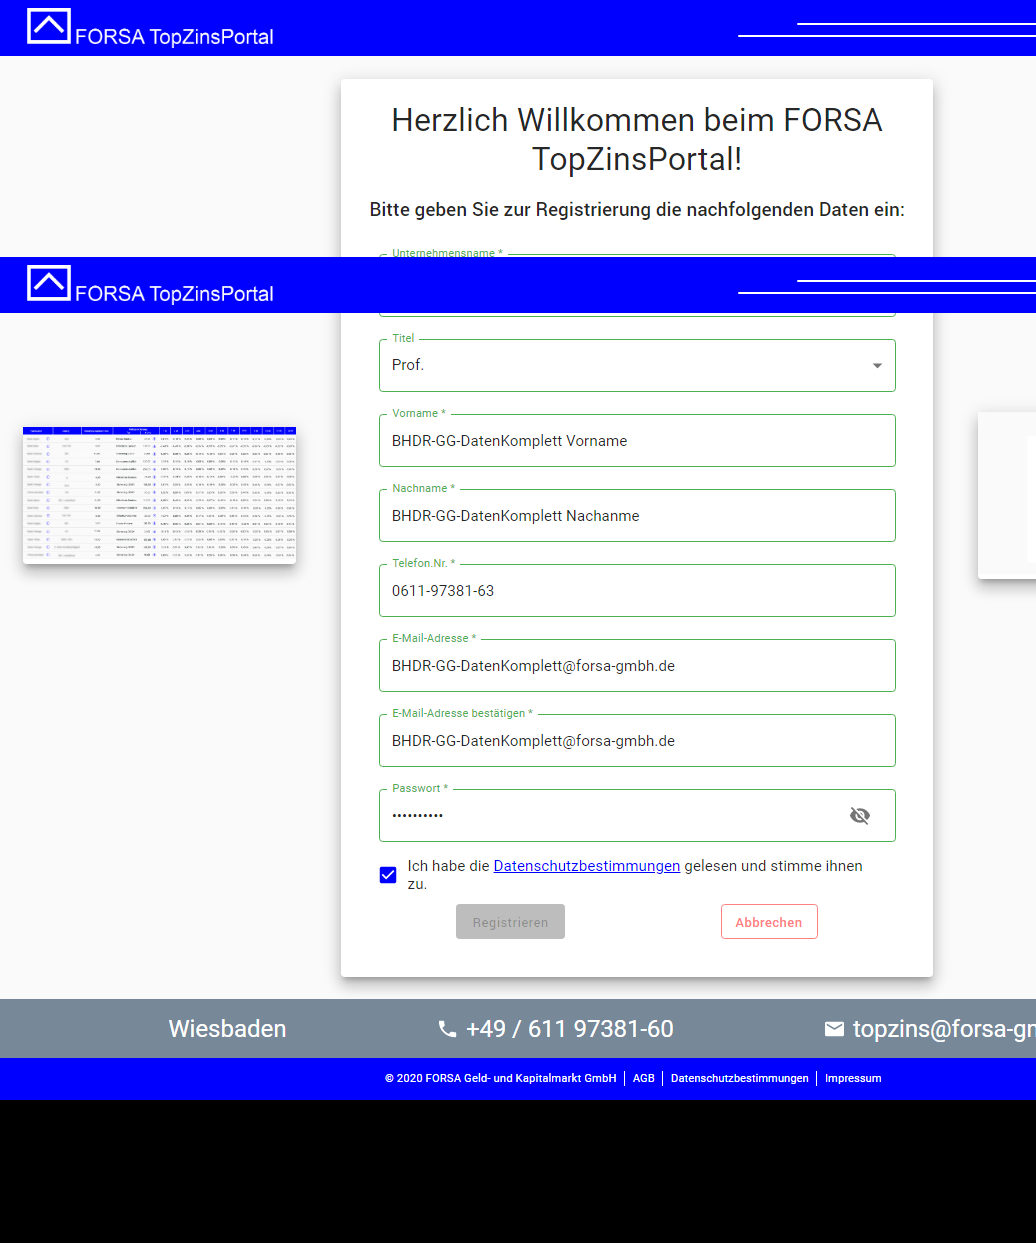 FORSA TopZinsPortal
Herzlich Willkommen beim FORSA
TopZinsPortal!
Bitte geben Sie zur Registrierung die nachfolgenden Daten ein:
Unternehmensname *
FORSA TopZinsPortal
Titel
Prof.
Vorname *
BHDR-GG-DatenKomplett Vorname
Nachname *
BHDR-GG-DatenKomplett Nachanme
Telefon.Nr. *
0611-97381-63
E-Mail-Adresse *
BHDR-GG-DatenKomplett@forsa-gmbh.de
E-Mail-Adresse bestätigen *
BHDR-GG-DatenKomplett@forsa-gmbh.de
Passwort *
••••••••••
Ich habe die Datenschutzbestimmungen gelesen und stimme ihnen
zu.
Registrieren Abbrechen
Wiesbaden +49 / 611 97381-60 topzins@forsa-gm
© 2020 FORSA Geld- und Kapitalmarkt GmbH AGB Datenschutzbestimmungen Impressum